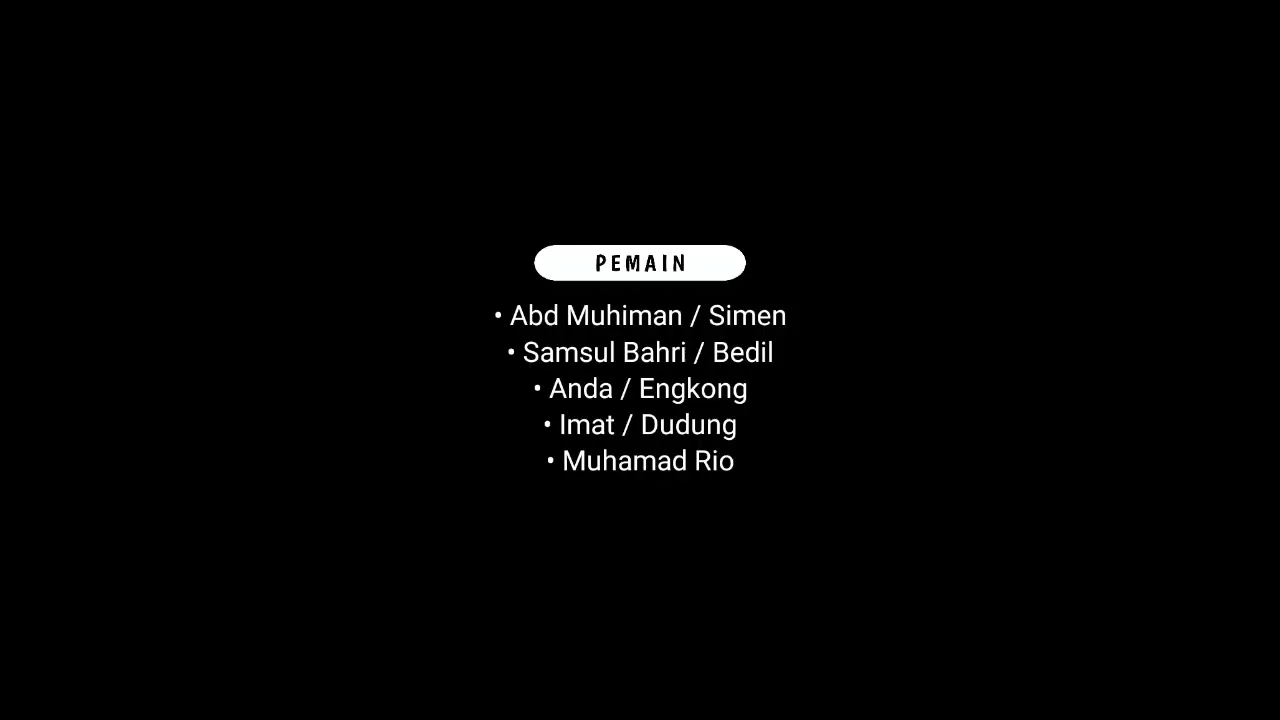 PEMAIN
• Abd Muhiman / Simen
• Samsul Bahri / Bedil
• Anda / Engkong
• Imat / Dudung
• Muhamad Rio